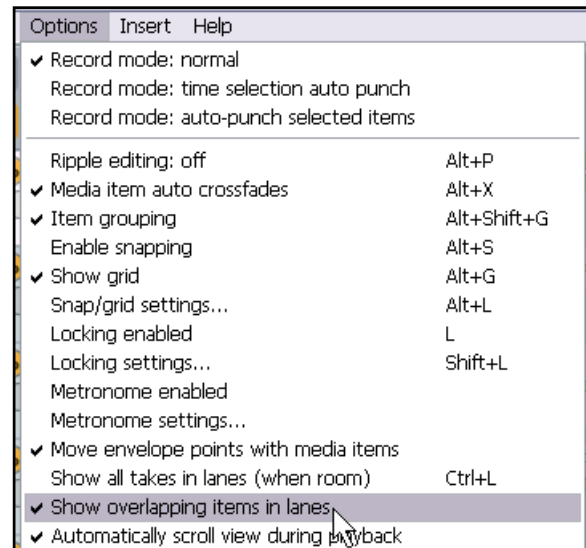 Options Insert Help
✔ Record mode: normal
Record mode: time selection auto punch
Record mode: auto-punch selected items
Ripple editing: off Alt+P
✔ Media item auto crossfades Alt+X
✔ Item grouping Alt+Shift+G
Enable snapping Alt+S
✔ Show grid Alt+G
Snap/grid settings... Alt+L
Locking enabled L
Locking settings... Shift+L
Metronome enabled
Metronome settings...
✔ Move envelope points with media items
Show all takes in lanes (when room) Ctrl+L
✔ Show overlapping items in lanes
✔ Automatically scroll view during playback